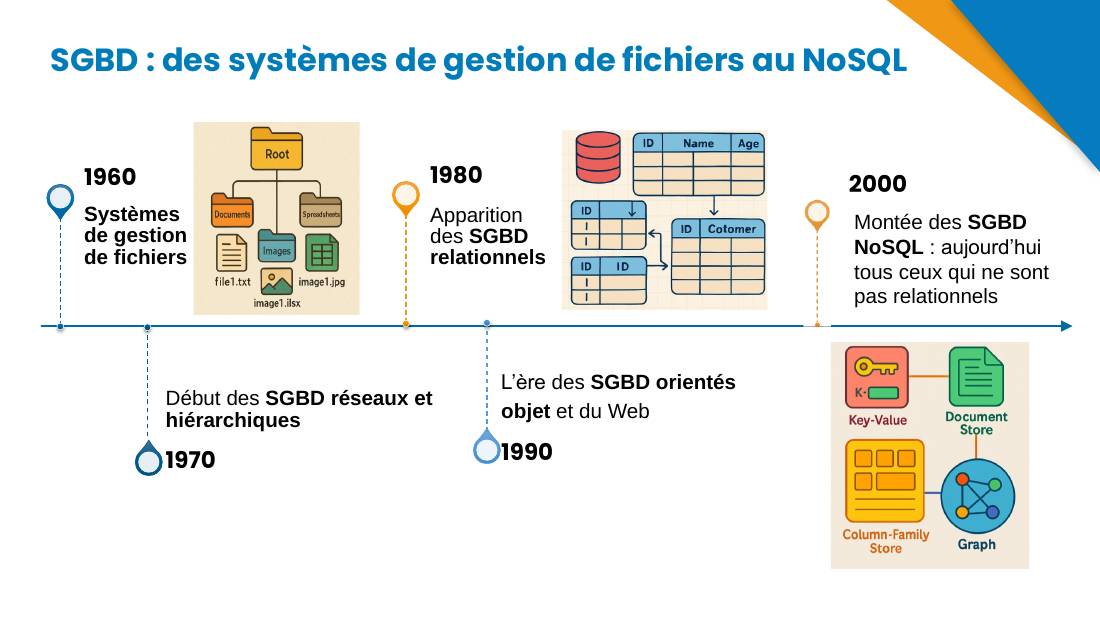 SGBD : des systèmes de gestion de fichiers au NoSQL
1960
Systèmes
de gestion
de fichiers
Root
Documents
Spreadsheets
Images
file1.txt
image1.jpg
image1.ilsx
1980
Apparition
des SGBD
relationnels
ID Name Age
ID
ID Cotomer
ID ID
2000
Montée des SGBD
NoSQL : aujourd’hui
tous ceux qui ne sont
pas relationnels
Début des SGBD réseaux et
hiérarchiques
1970
L’ère des SGBD orientés
objet et du Web
1990
K-
Key-Value
Document
Store
Column-Family
Store
Graph